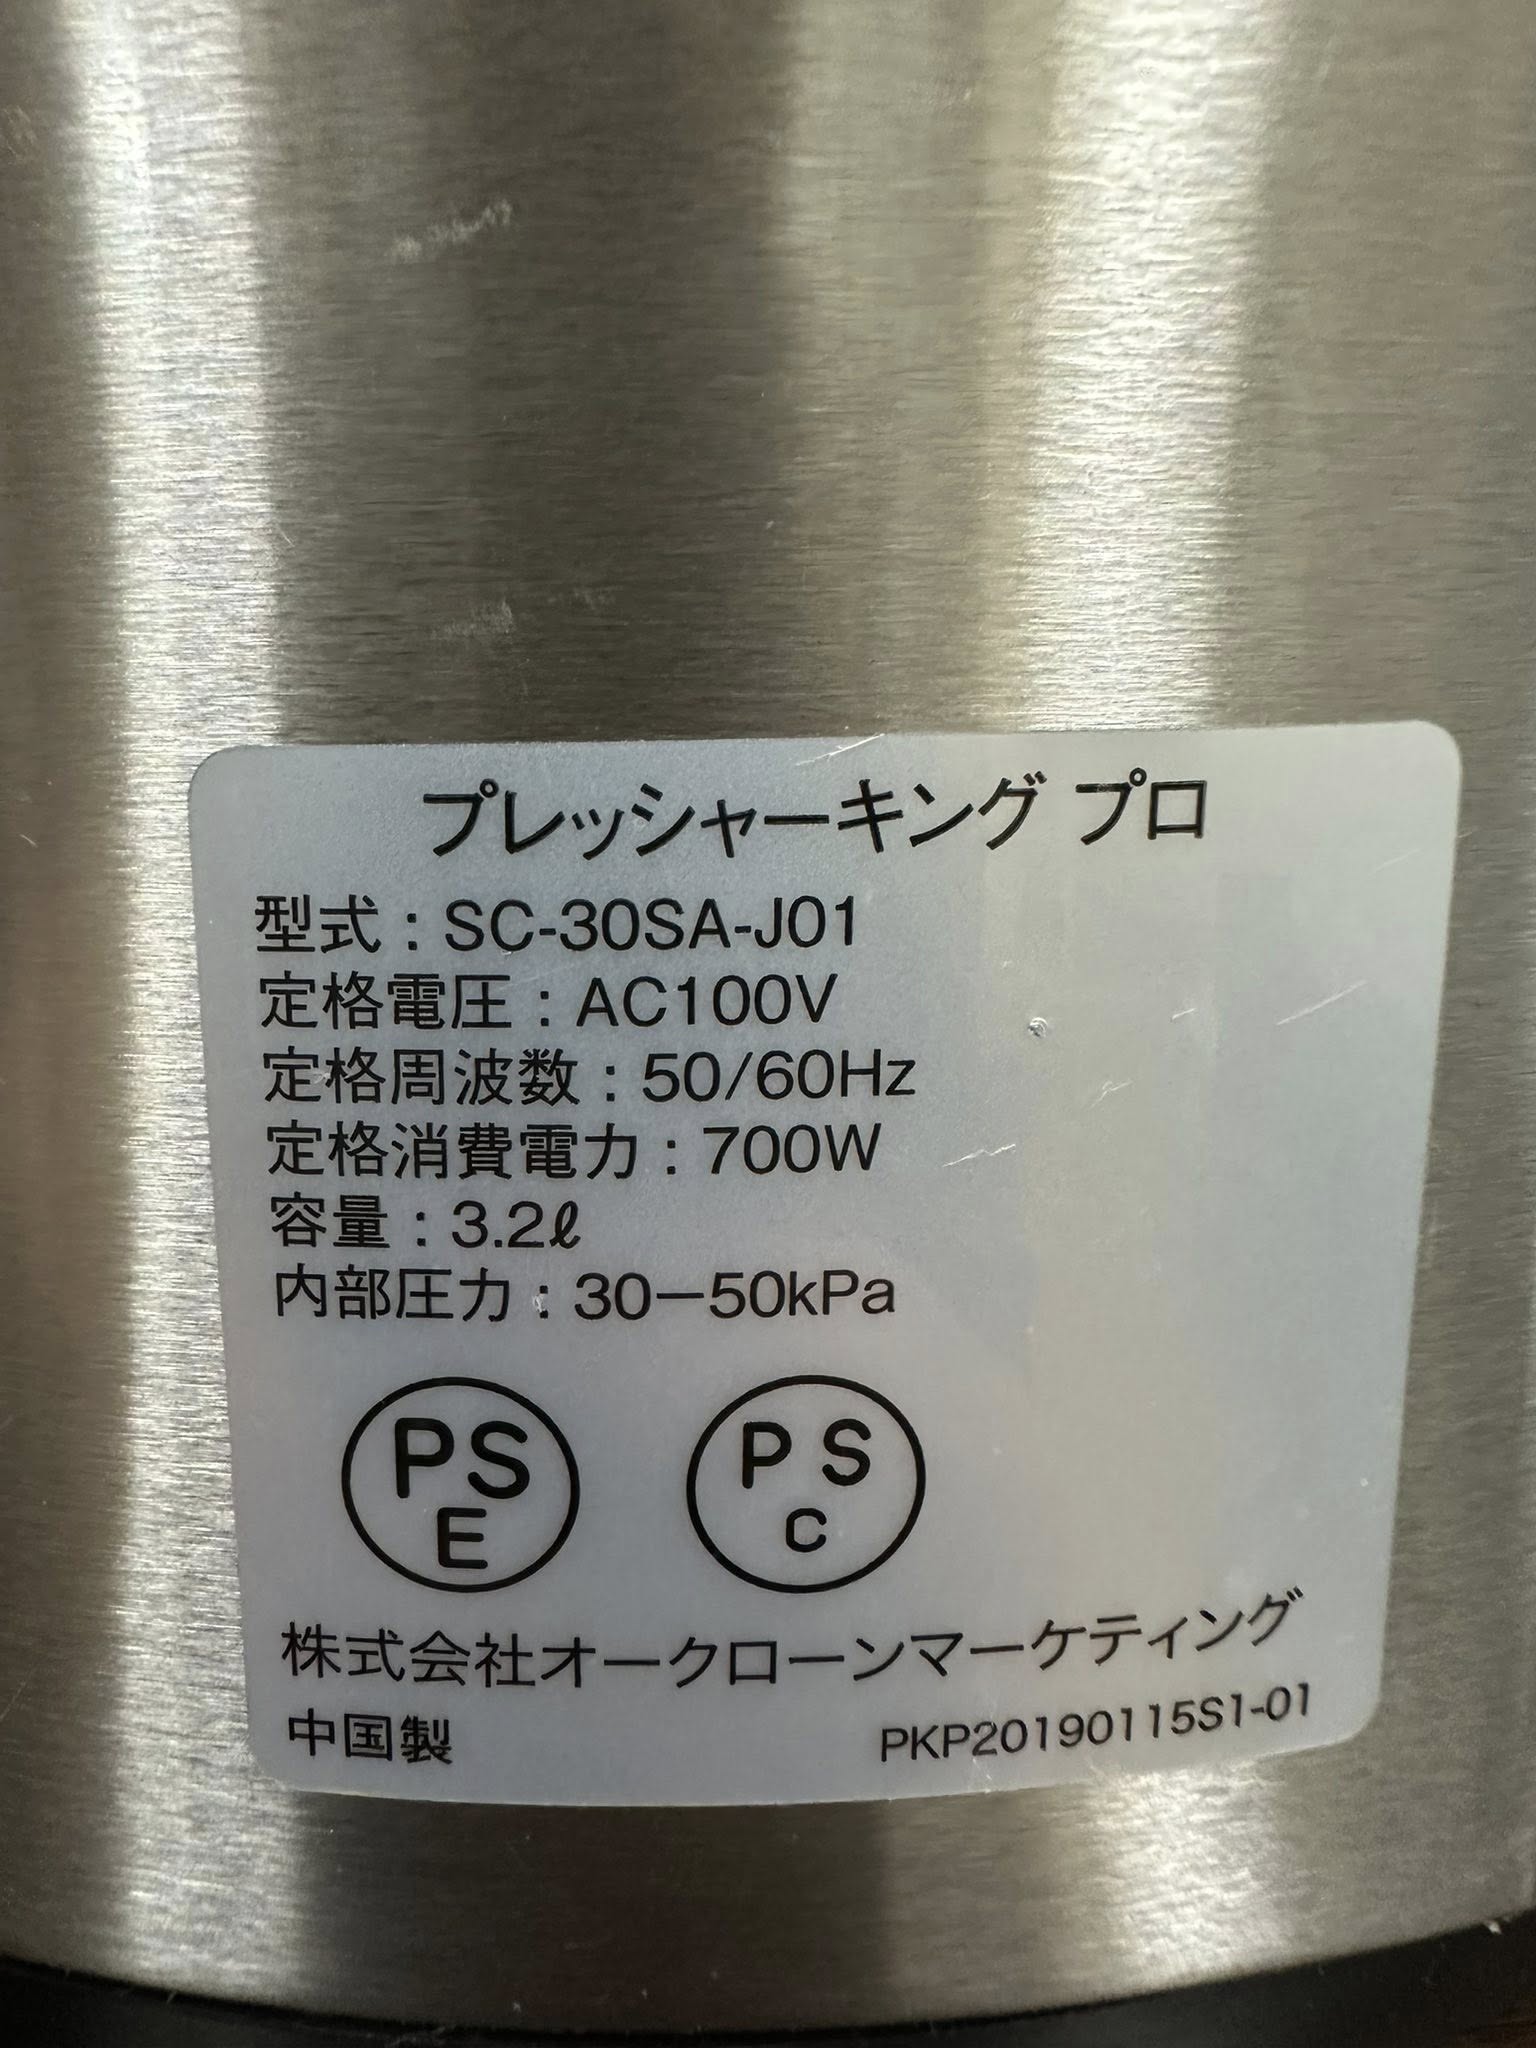 プレッシャーキング プロ
型式：SC-30SA-J01
定格電圧：AC100V
定格周波数：50/60Hz
定格消費電力：700W
容量：3.2ℓ
内部圧力：30−50kPa
PS PS
E C
株式会社オークローンマーケティング
中国製 PKP20190115S1-01